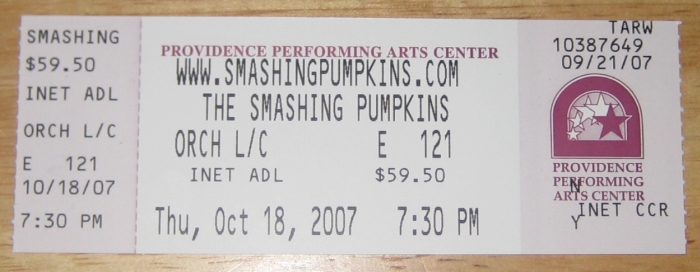 SMASHING
$59.50
INET ADL
ORCH L/C
E 121
10/18/07
7:30 PM
PROVIDENCE PERFORMING ARTS CENTER
WWW.SMASHINGPUMPKINS.COM
THE SMASHING PUMPKINS
ORCH L/C E 121
INET ADL $59.50
Thu, Oct 18, 2007 7:30 PM
TARW
10387649
09/21/07
PROVIDENCE
PERFORMING
ARTS CENTER
N
INET CCR
Y